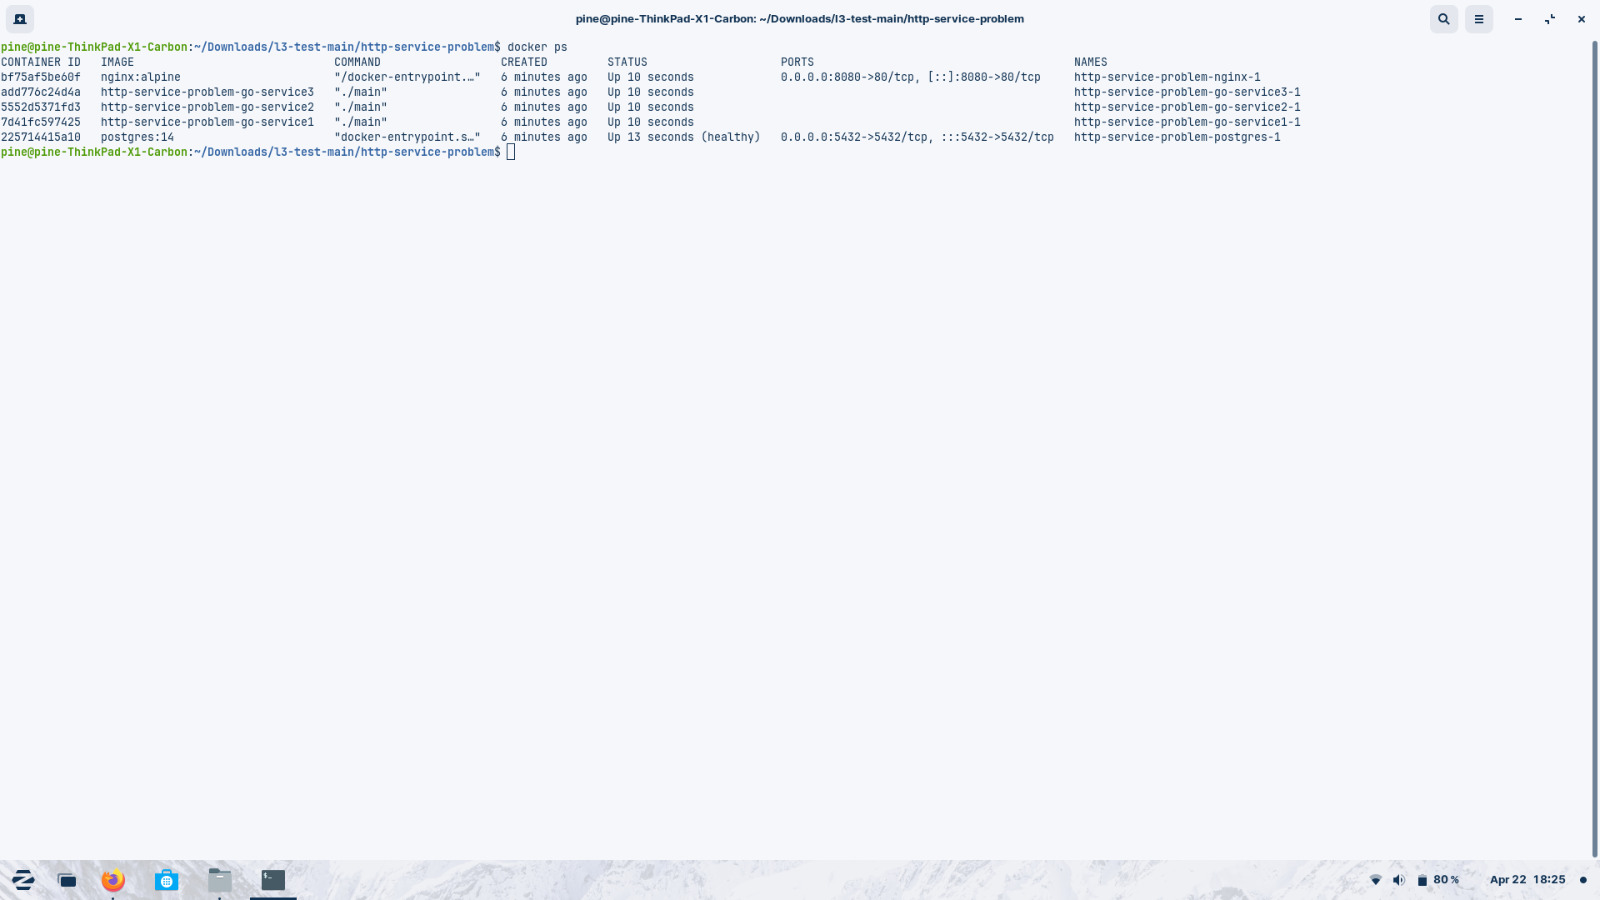 pine@pine-ThinkPad-X1-Carbon: ~/Downloads/l3-test-main/http-service-problem
pine@pine-ThinkPad-X1-Carbon:~/Downloads/l3-test-main/http-service-problem$ docker ps
CONTAINER ID   IMAGE                              COMMAND                  CREATED         STATUS                    PORTS                                       NAMES
bf75af5be60f   nginx:alpine                       "/docker-entrypoint.…"   6 minutes ago   Up 10 seconds             0.0.0.0:8080->80/tcp, [::]:8080->80/tcp     http-service-problem-nginx-1
add776c24d4a   http-service-problem-go-service3   "./main"                 6 minutes ago   Up 10 seconds                                                         http-service-problem-go-service3-1
5552d5371fd3   http-service-problem-go-service2   "./main"                 6 minutes ago   Up 10 seconds                                                         http-service-problem-go-service2-1
7d41fc597425   http-service-problem-go-service1   "./main"                 6 minutes ago   Up 10 seconds                                                         http-service-problem-go-service1-1
225714415a10   postgres:14                        "docker-entrypoint.s…"   6 minutes ago   Up 13 seconds (healthy)   0.0.0.0:5432->5432/tcp, :::5432->5432/tcp   http-service-problem-postgres-1
pine@pine-ThinkPad-X1-Carbon:~/Downloads/l3-test-main/http-service-problem$
80 %
Apr 22 18:25